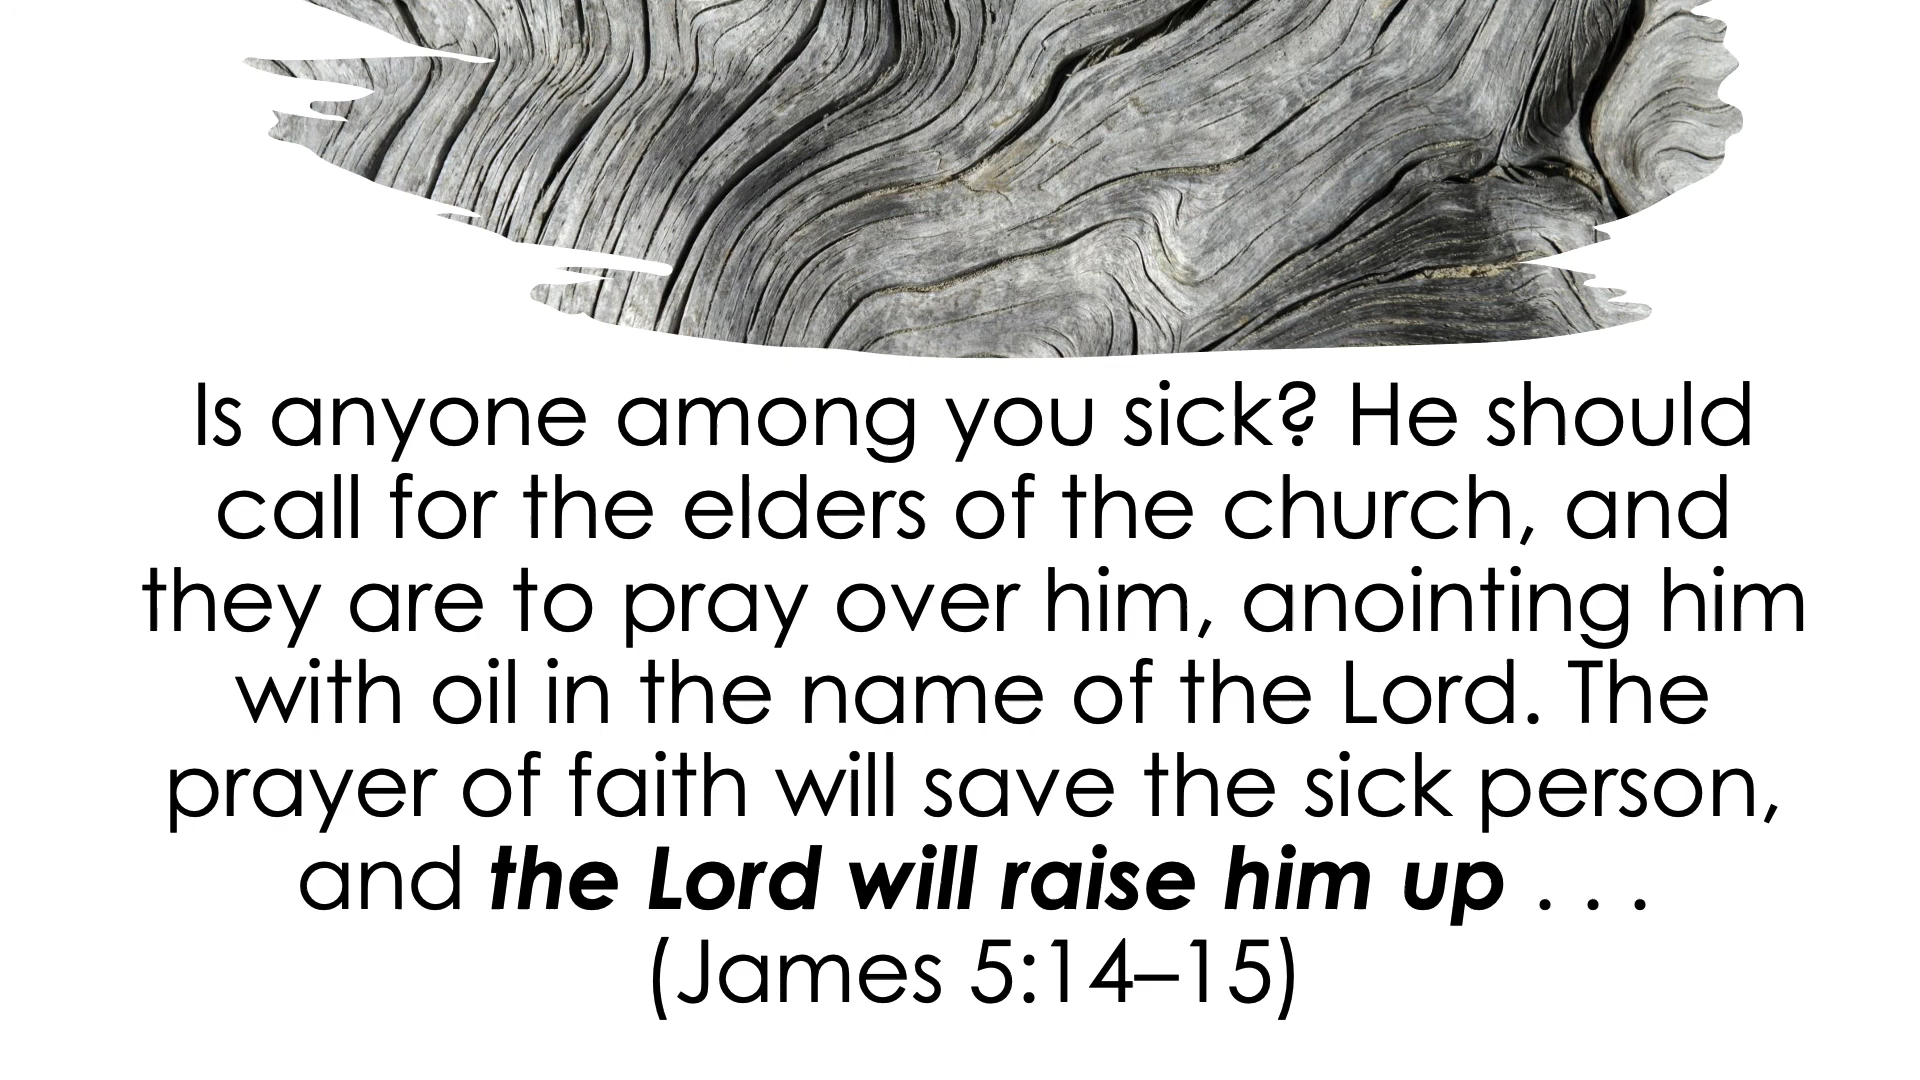 Is anyone among you sick? He should
call for the elders of the church, and
they are to pray over him, anointing him
with oil in the name of the Lord. The
prayer of faith will save the sick person,
and the Lord will raise him up . . .
(James 5:14–15)